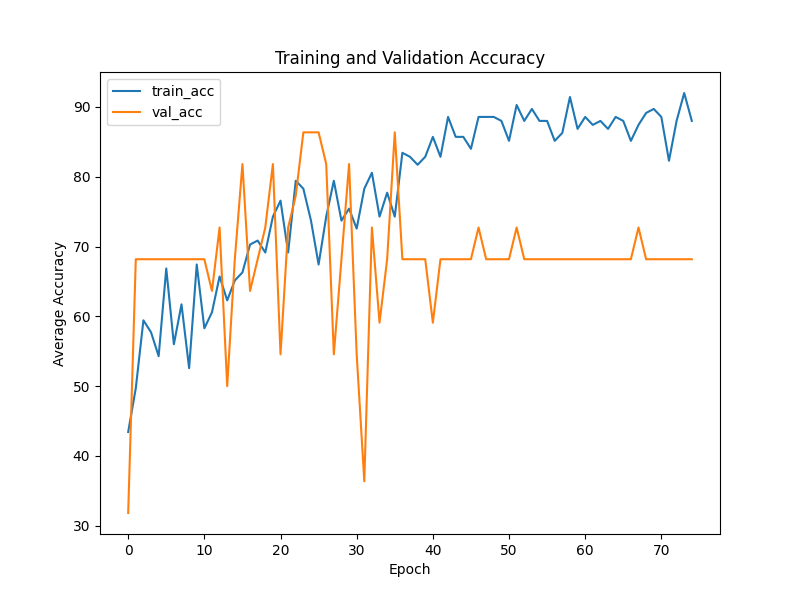 Training and Validation Accuracy
train_acc
val_acc
Average Accuracy
90
80
70
60
50
40
30
0 10 20 30 40 50 60 70
Epoch